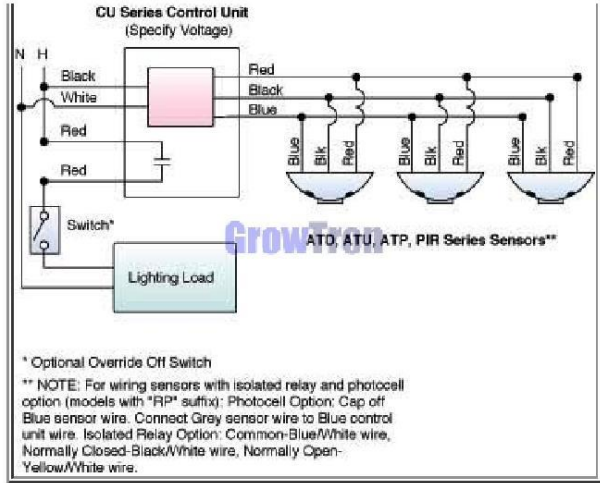 CU Series Control Unit
(Specify Voltage)
N H
Black
White
Red
Red
Red
Black
Blue
Blue
Blk
Red
Blue
Blk
Red
Blue
Blk
Red
Switch*
GrowTron
ATO, ATU, ATP, PIR Series Sensors**
Lighting Load
* Optional Override Off Switch
** NOTE: For wiring sensors with isolated relay and photocell
option (models with "RP" suffix): Photocell Option: Cap off
Blue sensor wire. Connect Grey sensor wire to Blue control
unit wire. Isolated Relay Option: Common-Blue/White wire,
Normally Closed-Black/White wire, Normally Open-
Yellow/White wire.